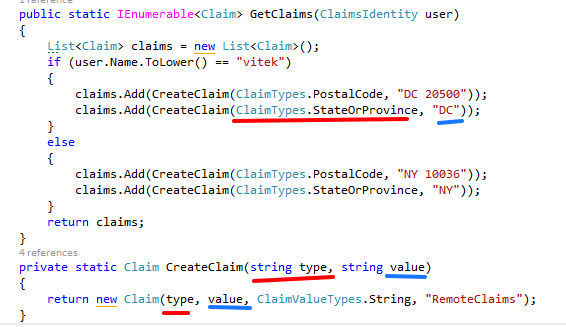 1 reference
public static IEnumerable<Claim> GetClaims(ClaimsIdentity user)
{
List<Claim> claims = new List<Claim>();
if (user.Name.ToLower() == "vitek")
{
claims.Add(CreateClaim(ClaimTypes.PostalCode, "DC 20500"));
claims.Add(CreateClaim(ClaimTypes.StateOrProvince, "DC"));
}
else
{
claims.Add(CreateClaim(ClaimTypes.PostalCode, "NY 10036"));
claims.Add(CreateClaim(ClaimTypes.StateOrProvince, "NY"));
}
return claims;
}
4 references
private static Claim CreateClaim(string type, string value)
{
return new Claim(type, value, ClaimValueTypes.String, "RemoteClaims");
}